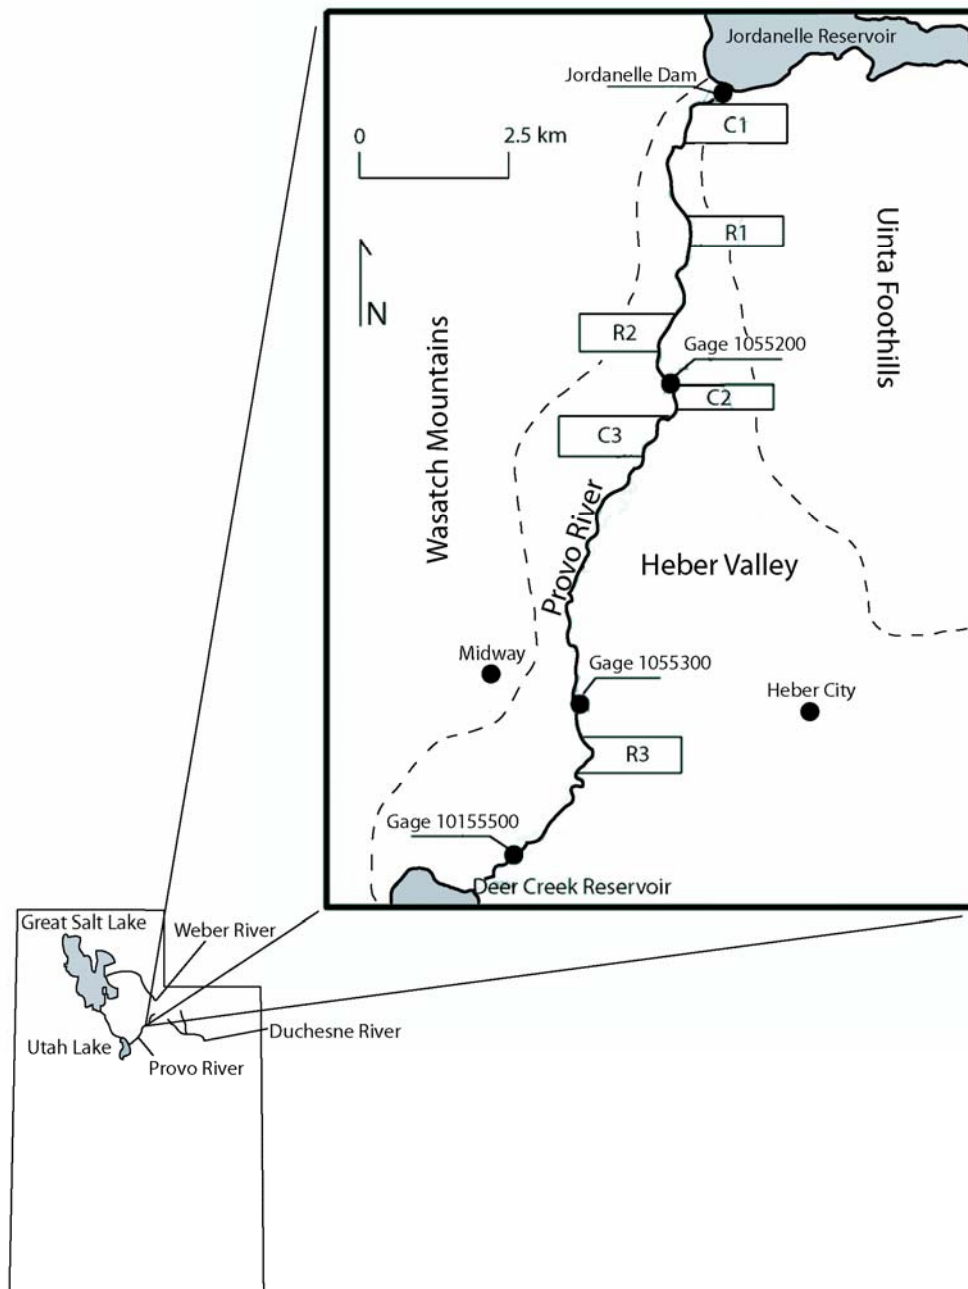 Jordanelle Reservoir
Jordanelle Dam
C1
0 2.5 km
R1
Uinta Foothills
N
R2
Wasatch Mountains
Gage 1055200
C2
C3
Provo River
Heber Valley
Midway
Gage 1055300
Heber City
R3
Gage 10155500
Deer Creek Reservoir
Great Salt Lake
Weber River
Duchesne River
Utah Lake
Provo River